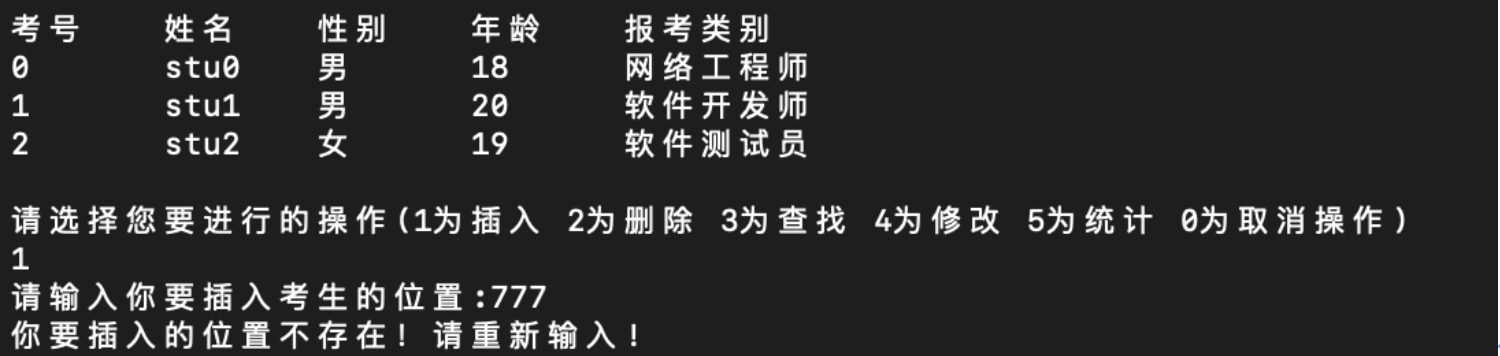 考号 姓名 性别 年龄 报考类别
0 stu0 男 18 网络工程师
1 stu1 男 20 软件开发师
2 stu2 女 19 软件测试员
请选择您要进行的操作(1为插入 2为删除 3为查找 4为修改 5为统计 0为取消操作)
1
请输入你要插入考生的位置:777
你要插入的位置不存在! 请重新输入!